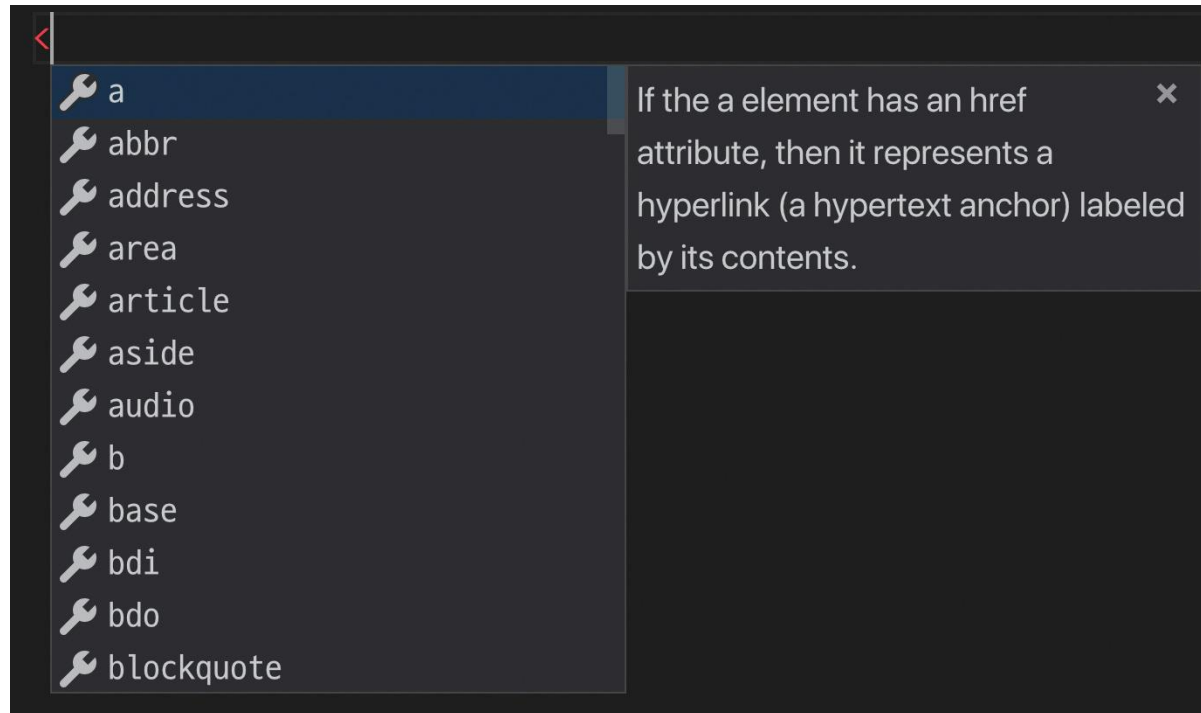 <
a
abbr
address
area
article
aside
audio
b
base
bdi
bdo
blockquote
If the a element has an href
attribute, then it represents a
hyperlink (a hypertext anchor) labeled
by its contents.